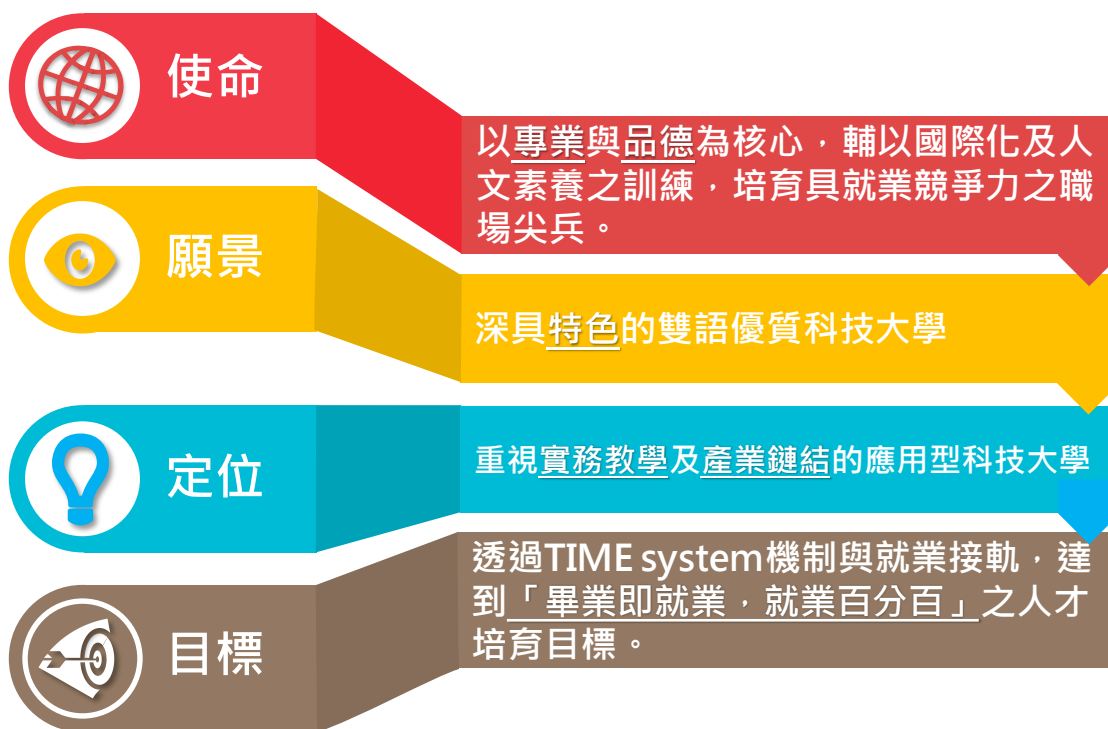 使命
以專業與品德為核心，輔以國際化及人
文素養之訓練，培育具就業競爭力之職
場尖兵。
願景
深具特色的雙語優質科技大學
定位
重視實務教學及產業鏈結的應用型科技大學
目標
透過TIME system機制與就業接軌，達
到「畢業即就業，就業百分百」之人才
培育目標。